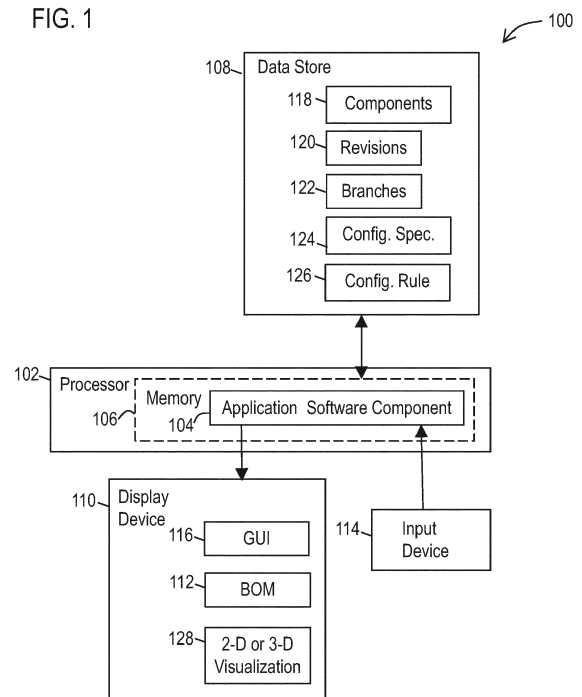 FIG. 1
100
108
Data Store
118
Components
120
Revisions
122
Branches
124
Config. Spec.
126
Config. Rule
102
Processor
106
Memory
104
Application Software Component
110
Display
Device
116
GUI
112
BOM
128
2-D or 3-D
Visualization
114
Input
Device